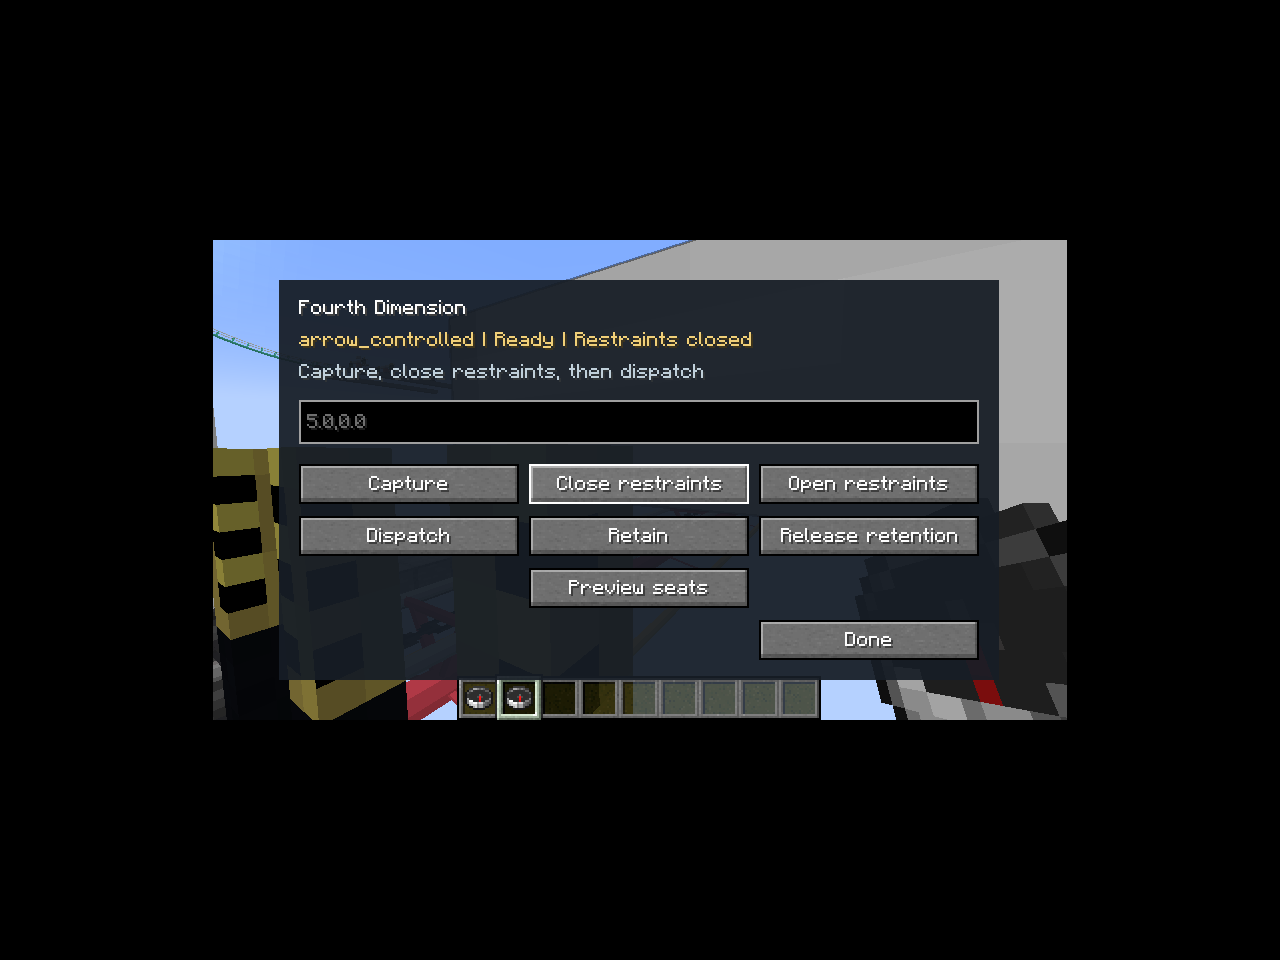 Fourth Dimension
arrow_controlled | Ready | Restraints closed
Capture, close restraints, then dispatch
5.0,0.0
Capture
Close restraints
Open restraints
Dispatch
Retain
Release retention
Preview seats
Done